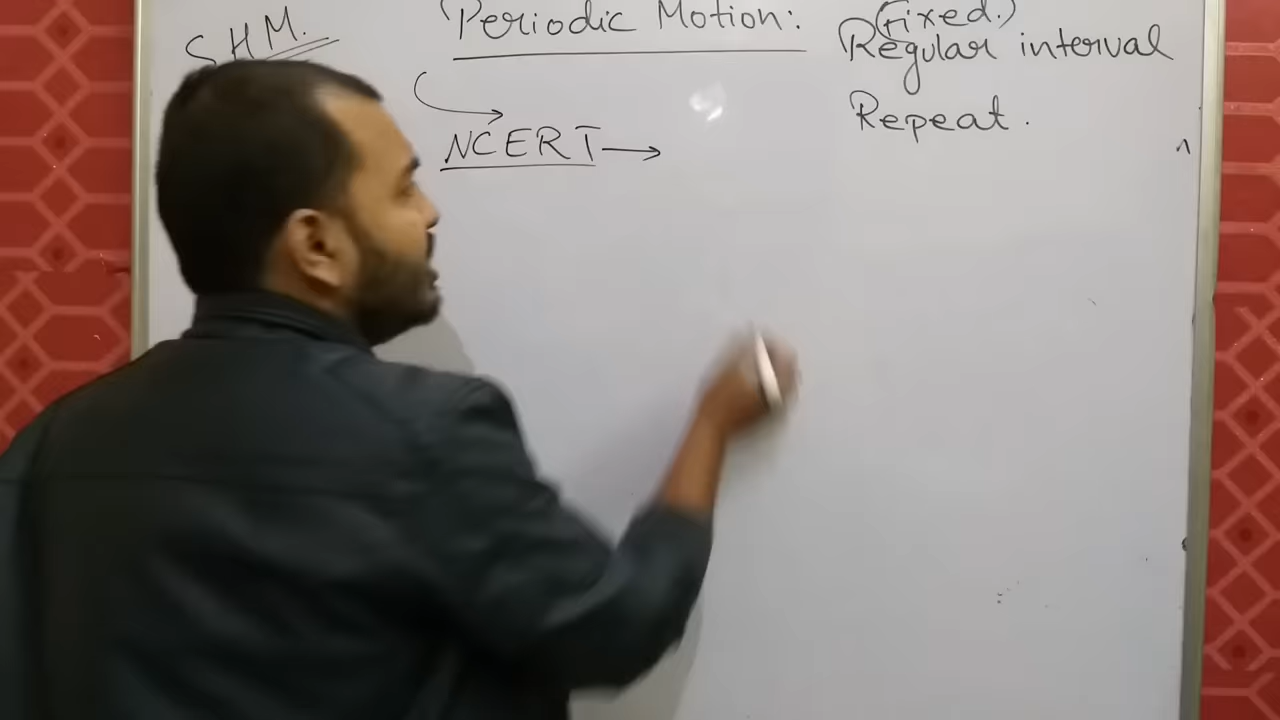 SHM.
Periodic Motion:
(Fixed.)
Regular interval
Repeat.
NCERT →